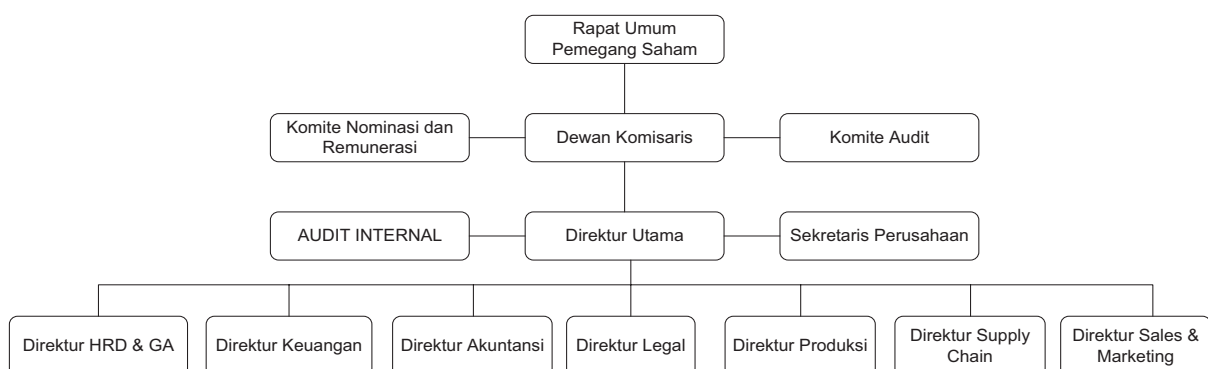 Rapat Umum
Pemegang Saham
Komite Nominasi dan
Remunerasi
Dewan Komisaris
Komite Audit
AUDIT INTERNAL
Direktur Utama
Sekretaris Perusahaan
Direktur HRD & GA
Direktur Keuangan
Direktur Akuntansi
Direktur Legal
Direktur Produksi
Direktur Supply
Chain
Direktur Sales &
Marketing